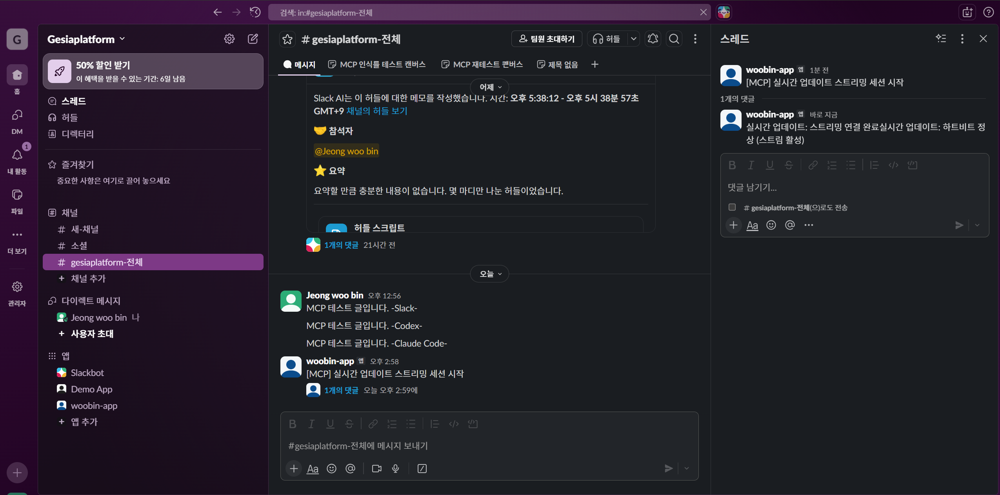 검색: in:#gesiaplatform-전체
G
홈
DM
1
내 활동
파일
더 보기
관리자
Gesiaplatform
50% 할인 받기
이 혜택을 받을 수 있는 기간: 6일 남음
스레드
허들
디렉터리
즐겨찾기
중요한 사항은 여기로 끌어 놓으세요
채널
# 새-채널
# 소셜
# gesiaplatform-전체
+ 채널 추가
다이렉트 메시지
Jeong woo bin 나
+ 사용자 초대
앱
Slackbot
Demo App
woobin-app
+ 앱 추가
# gesiaplatform-전체
팀원 초대하기
허들
메시지
MCP 인식률 테스트 캔버스
MCP 재테스트 캔버스
제목 없음
어제
Slack AI는 이 허들에 대한 메모를 작성했습니다. 시간: 오후 5:38:12 - 오후 5시 38분 57초
GMT+9 채널의 허들 보기
참석자
@Jeong woo bin
요약
요약할 만큼 충분한 내용이 없습니다. 몇 마디만 나눈 허들이었습니다.
허들 스크립트
1개의 댓글 21시간 전
오늘
Jeong woo bin 오후 12:56
MCP 테스트 글입니다. -Slack-
MCP 테스트 글입니다. -Codex-
MCP 테스트 글입니다. -Claude Code-
woobin-app 앱 오후 2:58
[MCP] 실시간 업데이트 스트리밍 세션 시작
1개의 댓글 오늘 오후 2:59에
B I U S
#gesiaplatform-전체에 메시지 보내기
Aa
스레드
woobin-app 앱 1분 전
[MCP] 실시간 업데이트 스트리밍 세션 시작
1개의 댓글
woobin-app 앱 바로 지금
실시간 업데이트: 스트리밍 연결 완료실시간 업데이트: 하트비트 정
상 (스트림 활성)
B I U S
댓글 남기기...
# gesiaplatform-전체(으)로도 전송
Aa